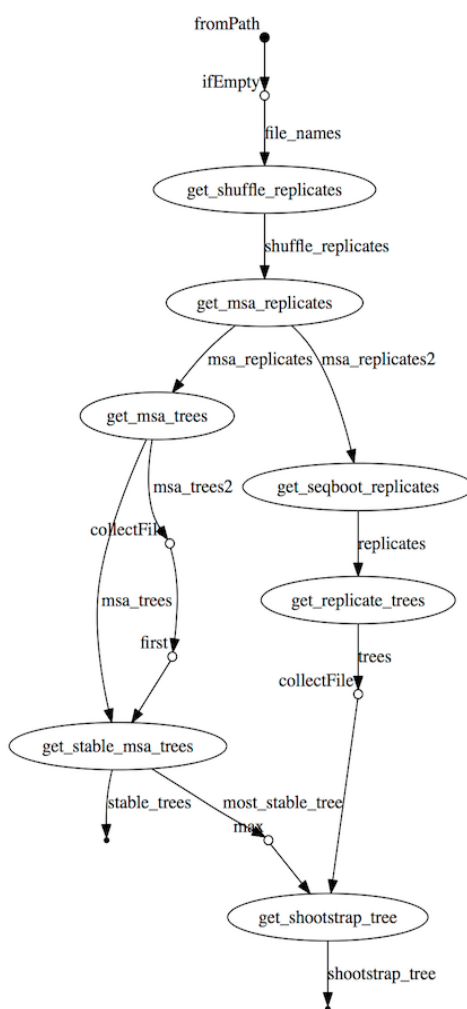 fromPath
ifEmpty
file_names
get_shuffle_replicates
shuffle_replicates
get_msa_replicates
msa_replicates
msa_replicates2
get_msa_trees
get_seqboot_replicates
msa_trees2
collectFile
replicates
msa_trees
get_replicate_trees
first
trees
collectFile
get_stable_msa_trees
stable_trees
most_stable_tree
max
get_shootstrap_tree
shootstrap_tree